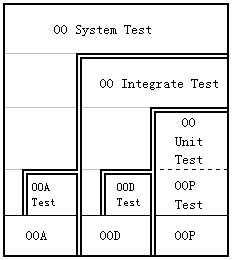 OO System Test
OO Integrate Test
OO
Unit
Test
OOA
Test
OOD
Test
OOP
Test
OOA
OOD
OOP